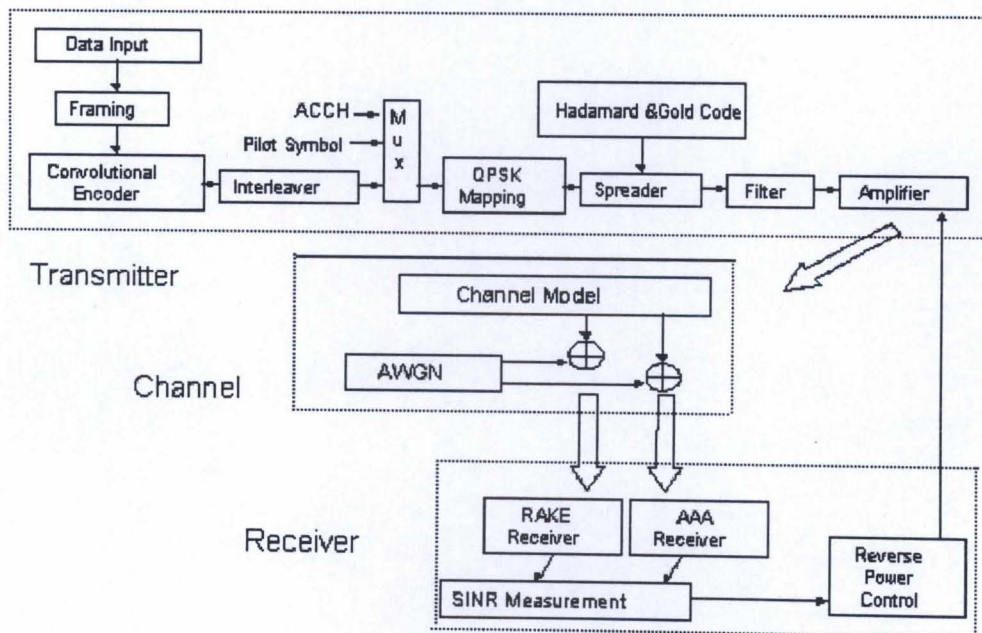 Data Input
Framing
Convolutional
Encoder
Interleaver
ACCH
Pilot Symbol
M
u
x
QPSK
Mapping
Hadamard &Gold Code
Spreader
Filter
Amplifier
Transmitter
Channel Model
AWGN
Channel
RAKE
Receiver
AAA
Receiver
Receiver
SINR Measurement
Reverse
Power
Control